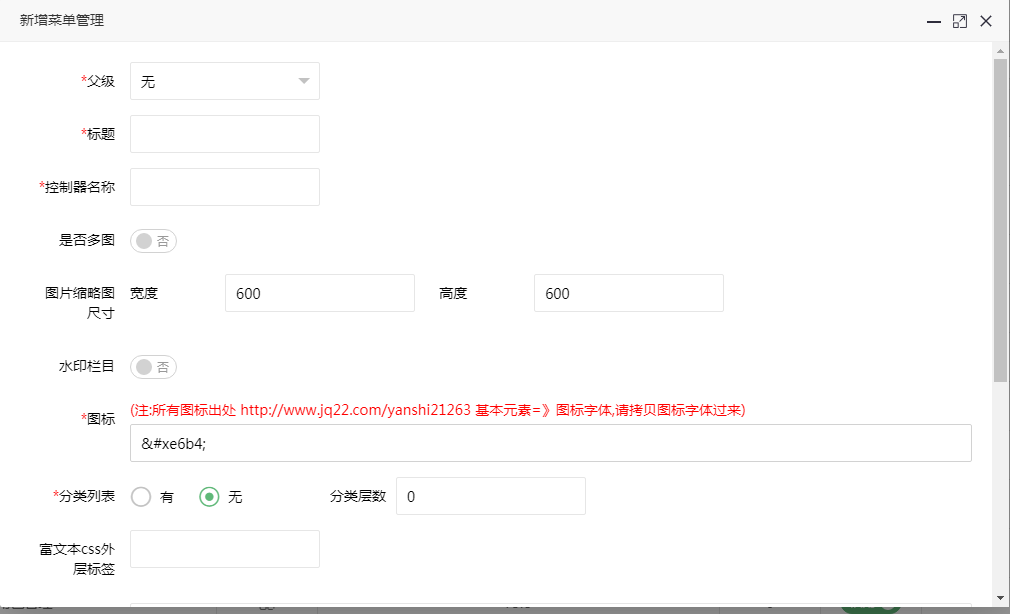 新增菜单管理
*父级 无
*标题
*控制器名称
是否多图 否
图片缩略图 宽度 600 高度 600
尺寸
水印栏目 否
(注:所有图标出处 http://www.jq22.com/yanshi21263 基本元素=》图标字体,请拷贝图标字体过来)
*图标
&#xe6b4;
*分类列表 有 无 分类层数 0
富文本css外
层标签